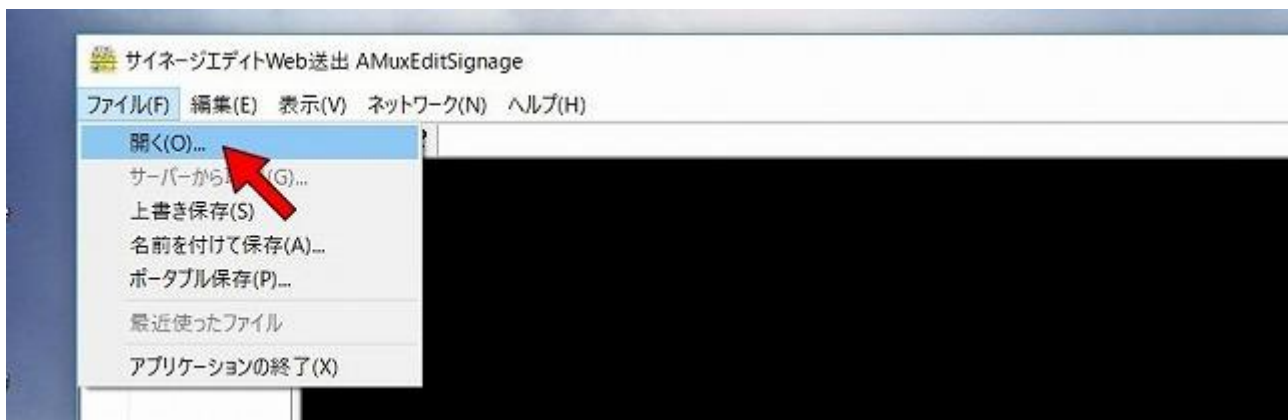 サイネージエディトWeb送出 AMuxEditSignage
ファイル(F) 編集(E) 表示(V) ネットワーク(N) ヘルプ(H)
開く(O)...
サーバーから (G)...
上書き保存(S)
名前を付けて保存(A)...
ポータブル保存(P)...
最近使ったファイル
アプリケーションの終了(X)